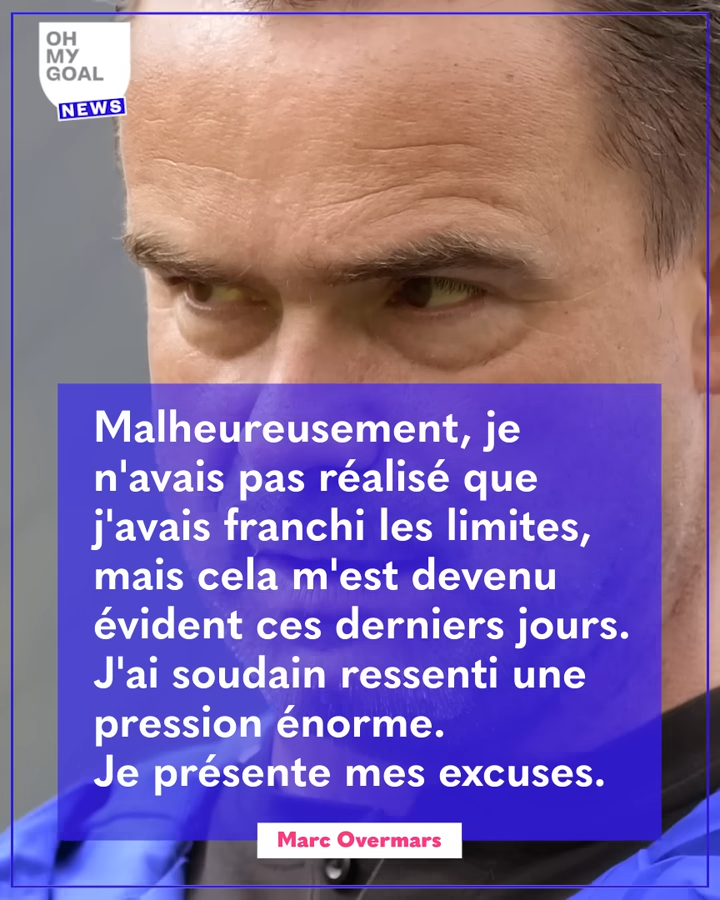 OH
MY
GOAL
NEWS
Malheureusement, je
n'avais pas réalisé que
j'avais franchi les limites,
mais cela m'est devenu
évident ces derniers jours.
J'ai soudain ressenti une
pression énorme.
Je présente mes excuses.
Marc Overmars